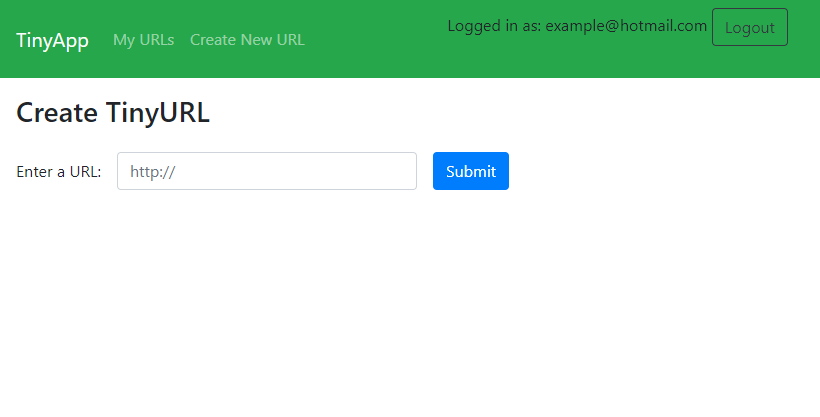 TinyApp My URLs Create New URL Logged in as: example@hotmail.com Logout
Create TinyURL
Enter a URL: http:// Submit